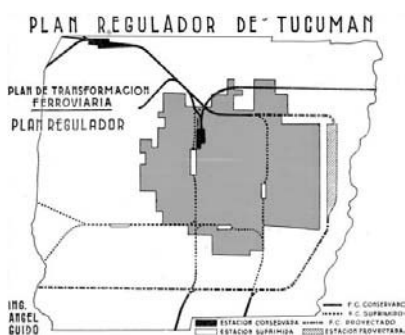 PLAN REGULADOR DE TUCUMAN
PLAN DE TRANSFORMACION
FERROVIARIA
PLAN REGULADOR
ING.
ANGEL
GUIDO
F.C. CONSERVADO
F.C. SUPRIMIDO
ESTACION CONSERVADA
F.C. PROYECTADO
ESTACION SUPRIMIDA
ESTACION PROYECTADA